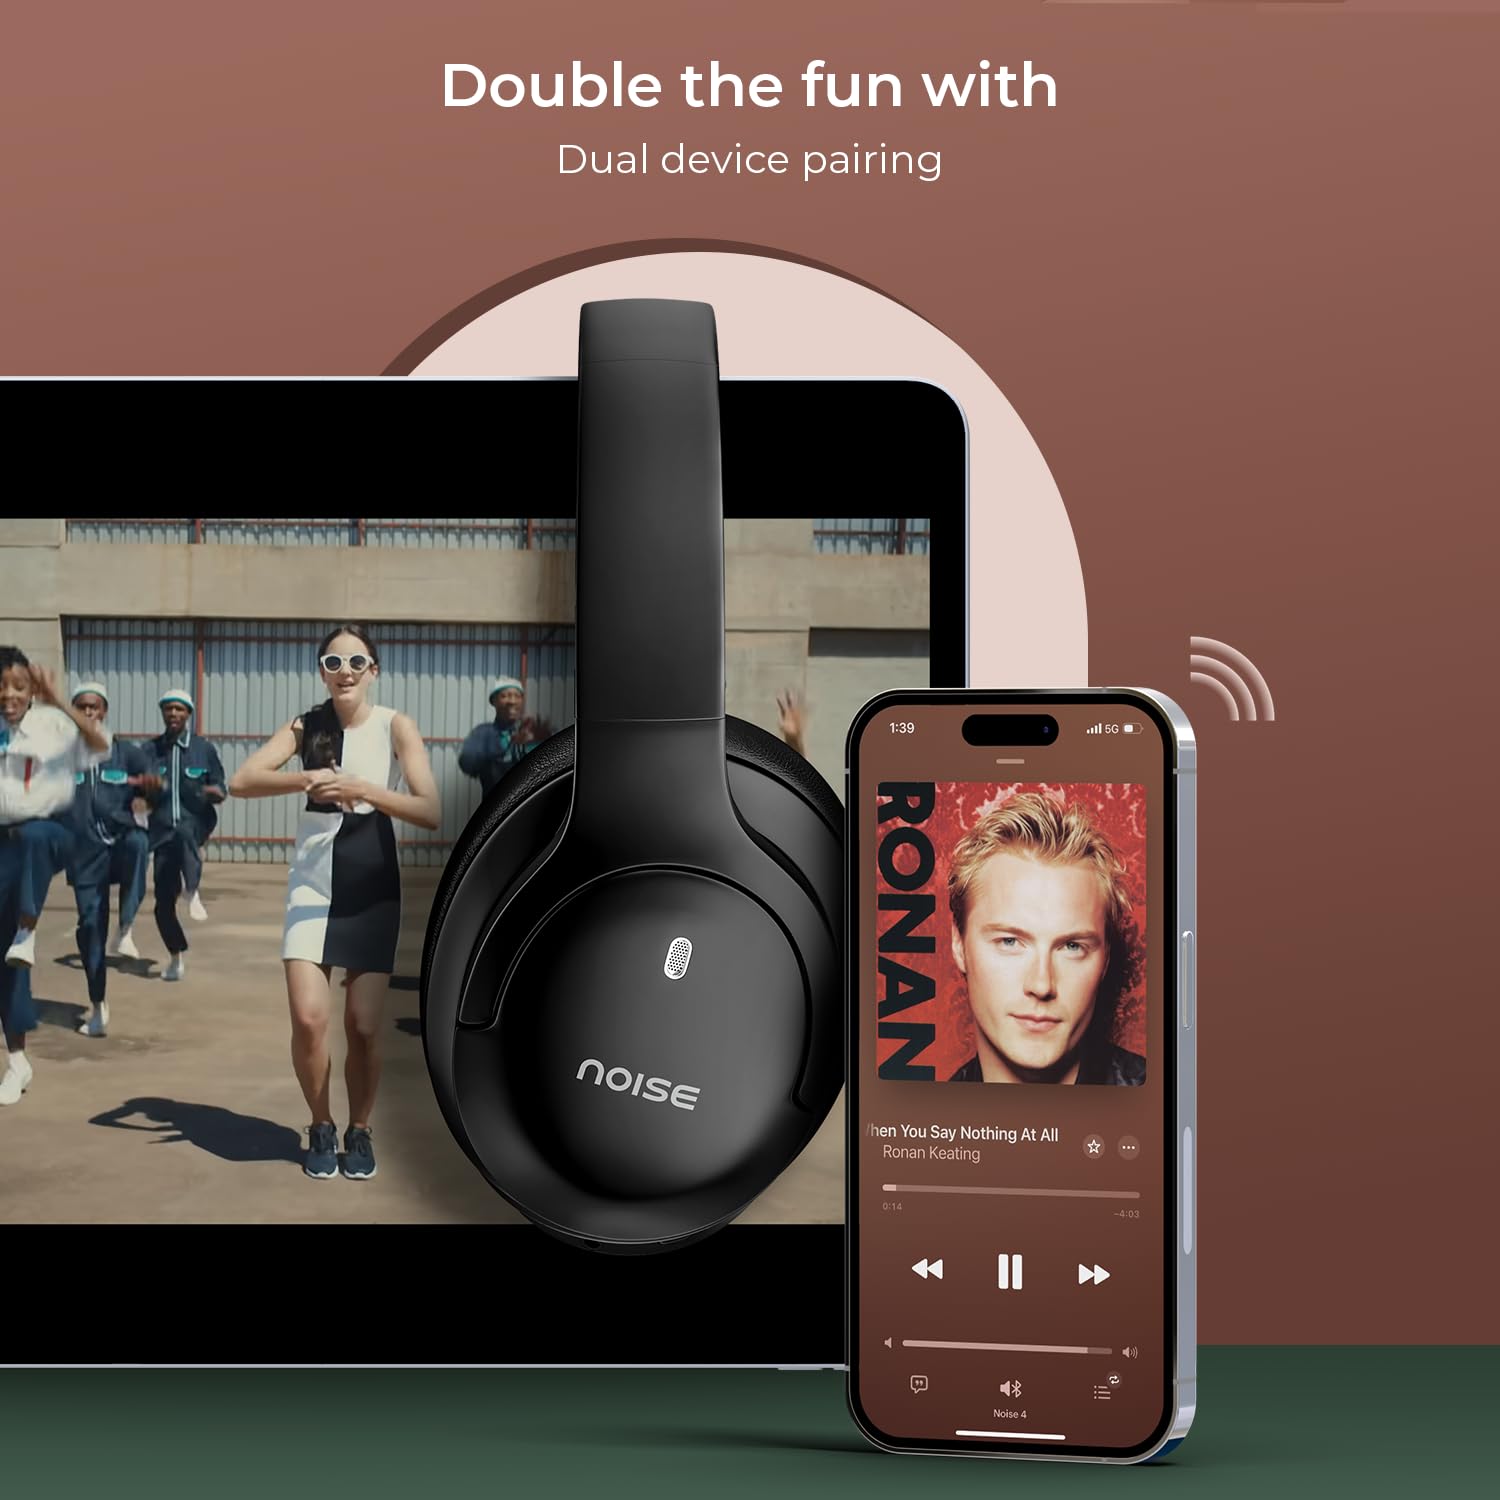 Double the fun with
Dual device pairing
1:39
5G
RONAN
NOISE
hen You Say Nothing At All
Ronan Keating
0:14
-4:03
Noise 4